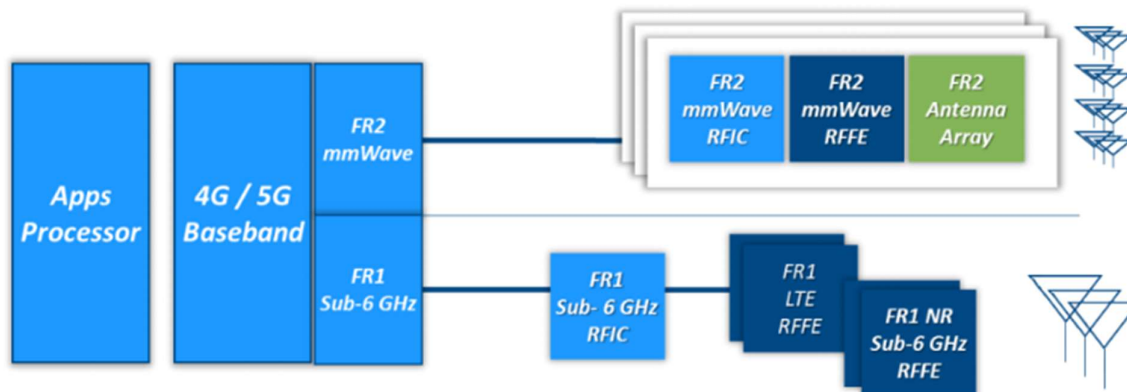 Apps
Processor
4G / 5G
Baseband
FR2
mmWave
FR1
Sub-6 GHz
FR2
mmWave
RFIC
FR2
mmWave
RFFE
FR2
Antenna
Array
FR1
Sub- 6 GHz
RFIC
FR1
LTE
RFFE
FR1 NR
Sub-6 GHz
RFFE